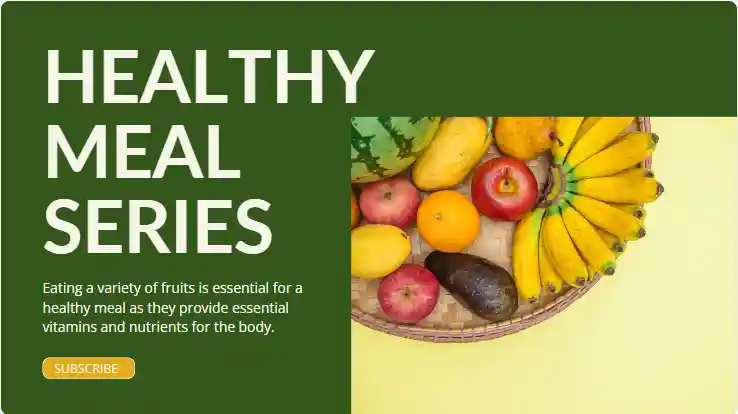 HEALTHY
MEAL
SERIES
Eating a variety of fruits is essential for a
healthy meal as they provide essential
vitamins and nutrients for the body.
SUBSCRIBE